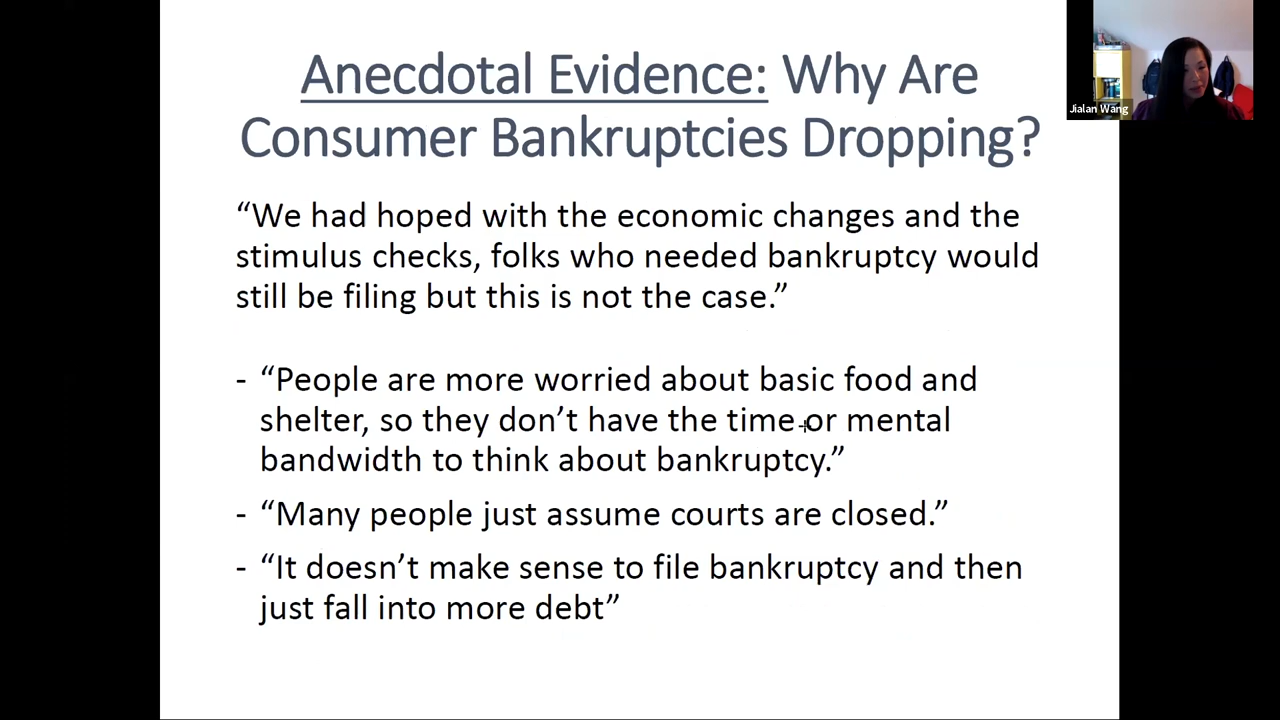 Anecdotal Evidence: Why Are
Consumer Bankruptcies Dropping?
Jialan Wang
“We had hoped with the economic changes and the
stimulus checks, folks who needed bankruptcy would
still be filing but this is not the case.”
- “People are more worried about basic food and
shelter, so they don’t have the time or mental
bandwidth to think about bankruptcy.”
- “Many people just assume courts are closed.”
- “It doesn’t make sense to file bankruptcy and then
just fall into more debt”